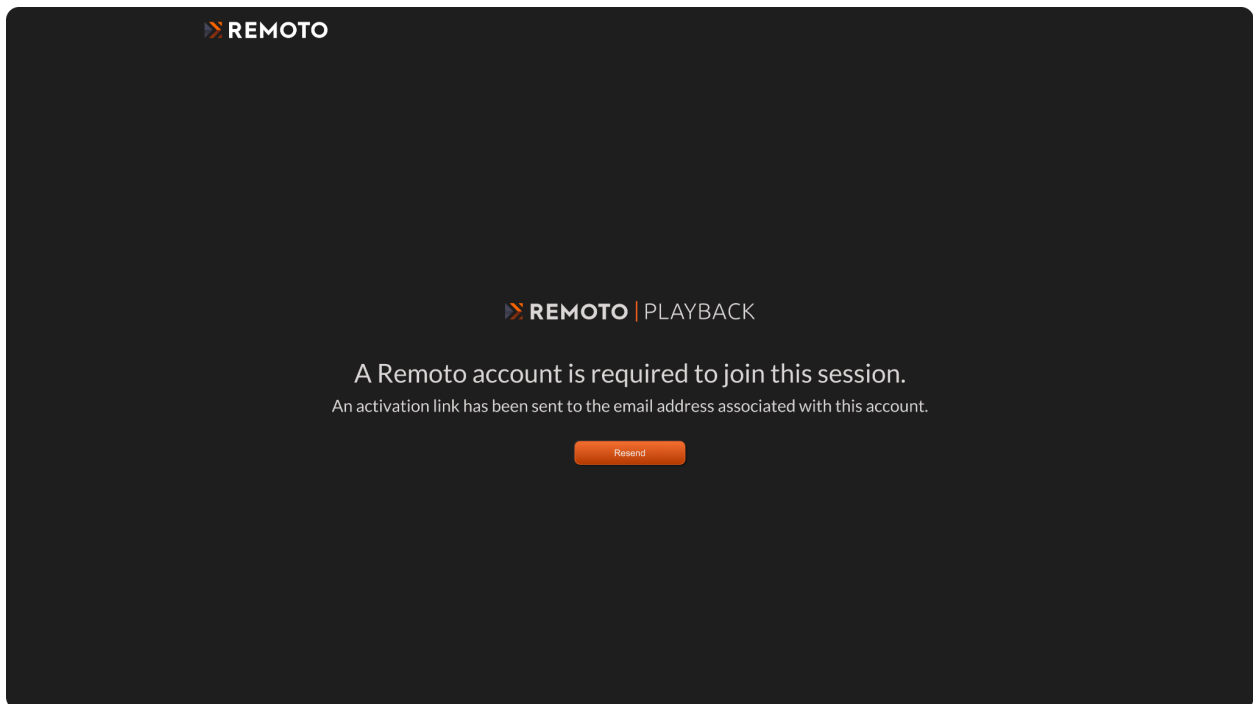 REMOTO
REMOTO | PLAYBACK
A Remoto account is required to join this session.
An activation link has been sent to the email address associated with this account.
Resend